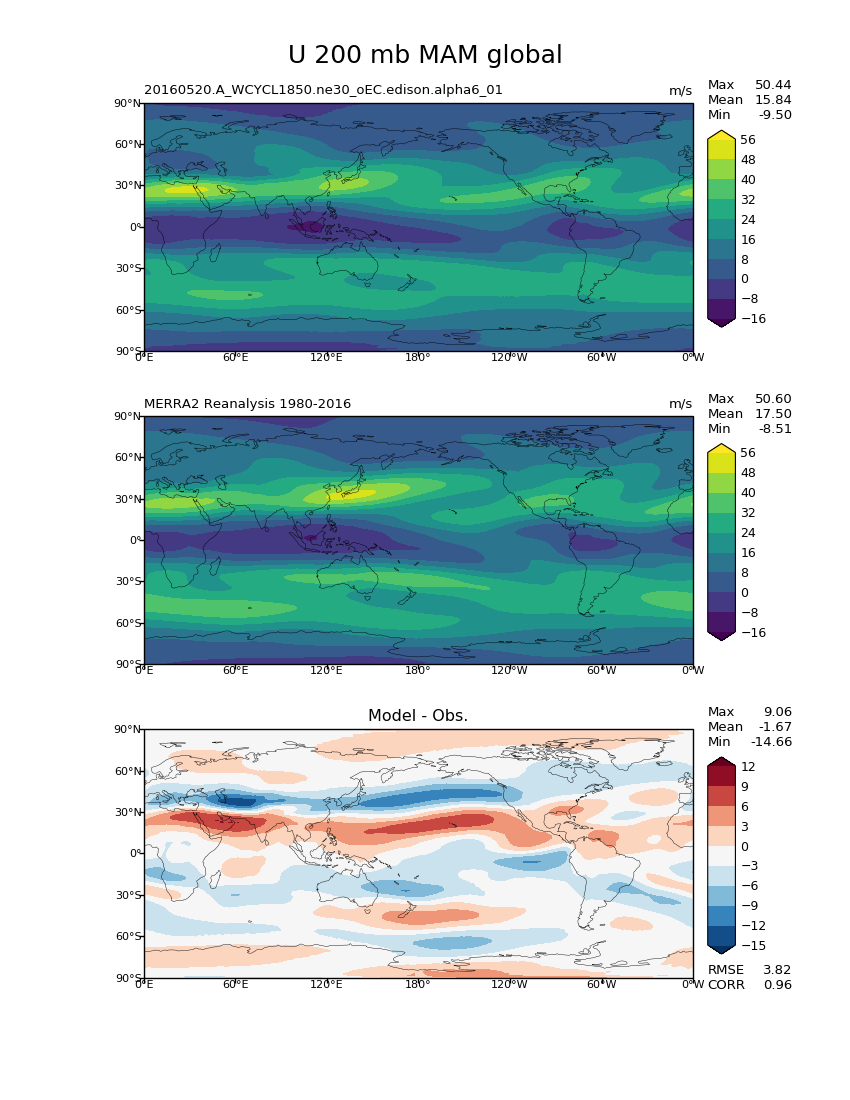 U 200 mb MAM global
20160520.A_WCYCL1850.ne30_oEC.edison.alpha6_01
m/s
Max 50.44
Mean 15.84
Min -9.50
90°N
60°N
30°N
0°
30°S
60°S
90°S
0°E 60°E 120°E 180° 120°W 60°W 0°W
56
48
40
32
24
16
8
0
−8
−16
MERRA2 Reanalysis 1980-2016
m/s
Max 50.60
Mean 17.50
Min -8.51
90°N
60°N
30°N
0°
30°S
60°S
90°S
0°E 60°E 120°E 180° 120°W 60°W 0°W
56
48
40
32
24
16
8
0
−8
−16
Model - Obs.
Max 9.06
Mean -1.67
Min -14.66
90°N
60°N
30°N
0°
30°S
60°S
90°S
0°E 60°E 120°E 180° 120°W 60°W 0°W
12
9
6
3
0
−3
−6
−9
−12
−15
RMSE 3.82
CORR 0.96